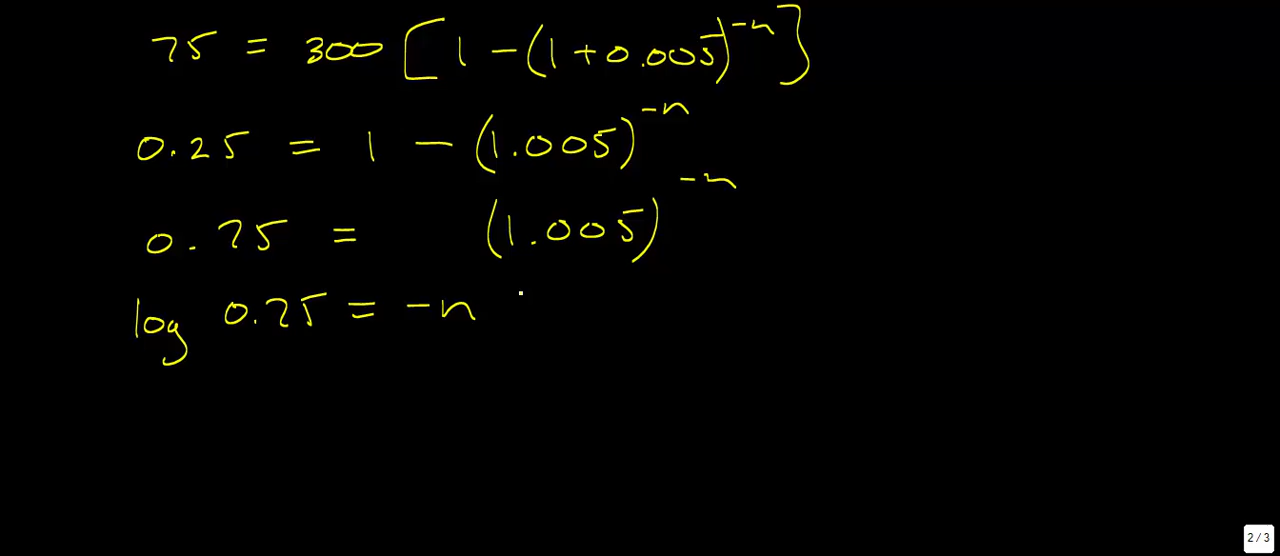 75 = 300 [ 1 - (1 + 0.005)^-n ]
0.25 = 1 - (1.005)^-n
0.75 = (1.005)^-n
log 0.75 = -n
2/3